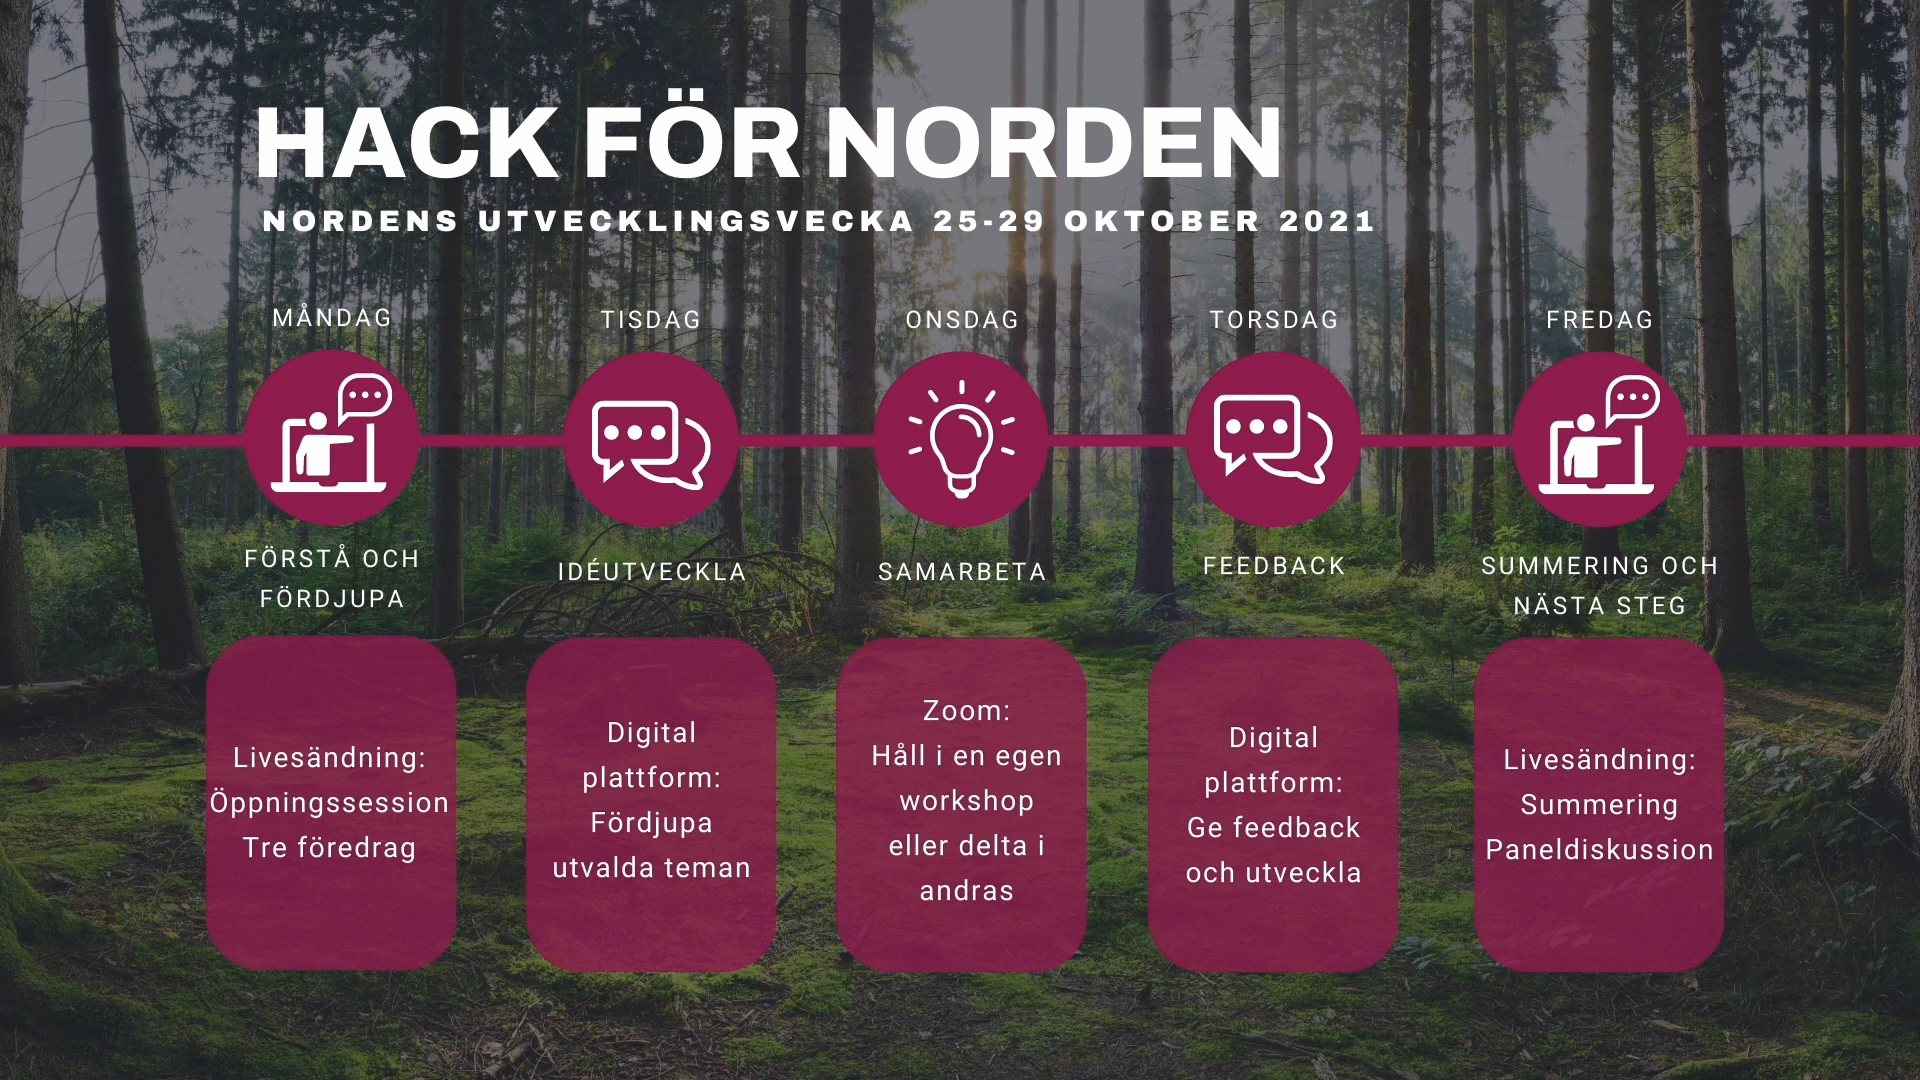 HACK FÖR NORDEN
NORDENS UTVECKLINGSVECKA 25-29 OKTOBER 2021
MÅNDAG
FÖRSTÅ OCH
FÖRDJUPA
Livesändning:
Öppningssession
Tre föredrag
TISDAG
IDÉUTVECKLA
Digital
plattform:
Fördjupa
utvalda teman
ONSDAG
SAMARBETA
Zoom:
Håll i en egen
workshop
eller delta i
andras
TORSDAG
FEEDBACK
Digital
plattform:
Ge feedback
och utveckla
FREDAG
SUMMERING OCH
NÄSTA STEG
Livesändning:
Summering
Paneldiskussion